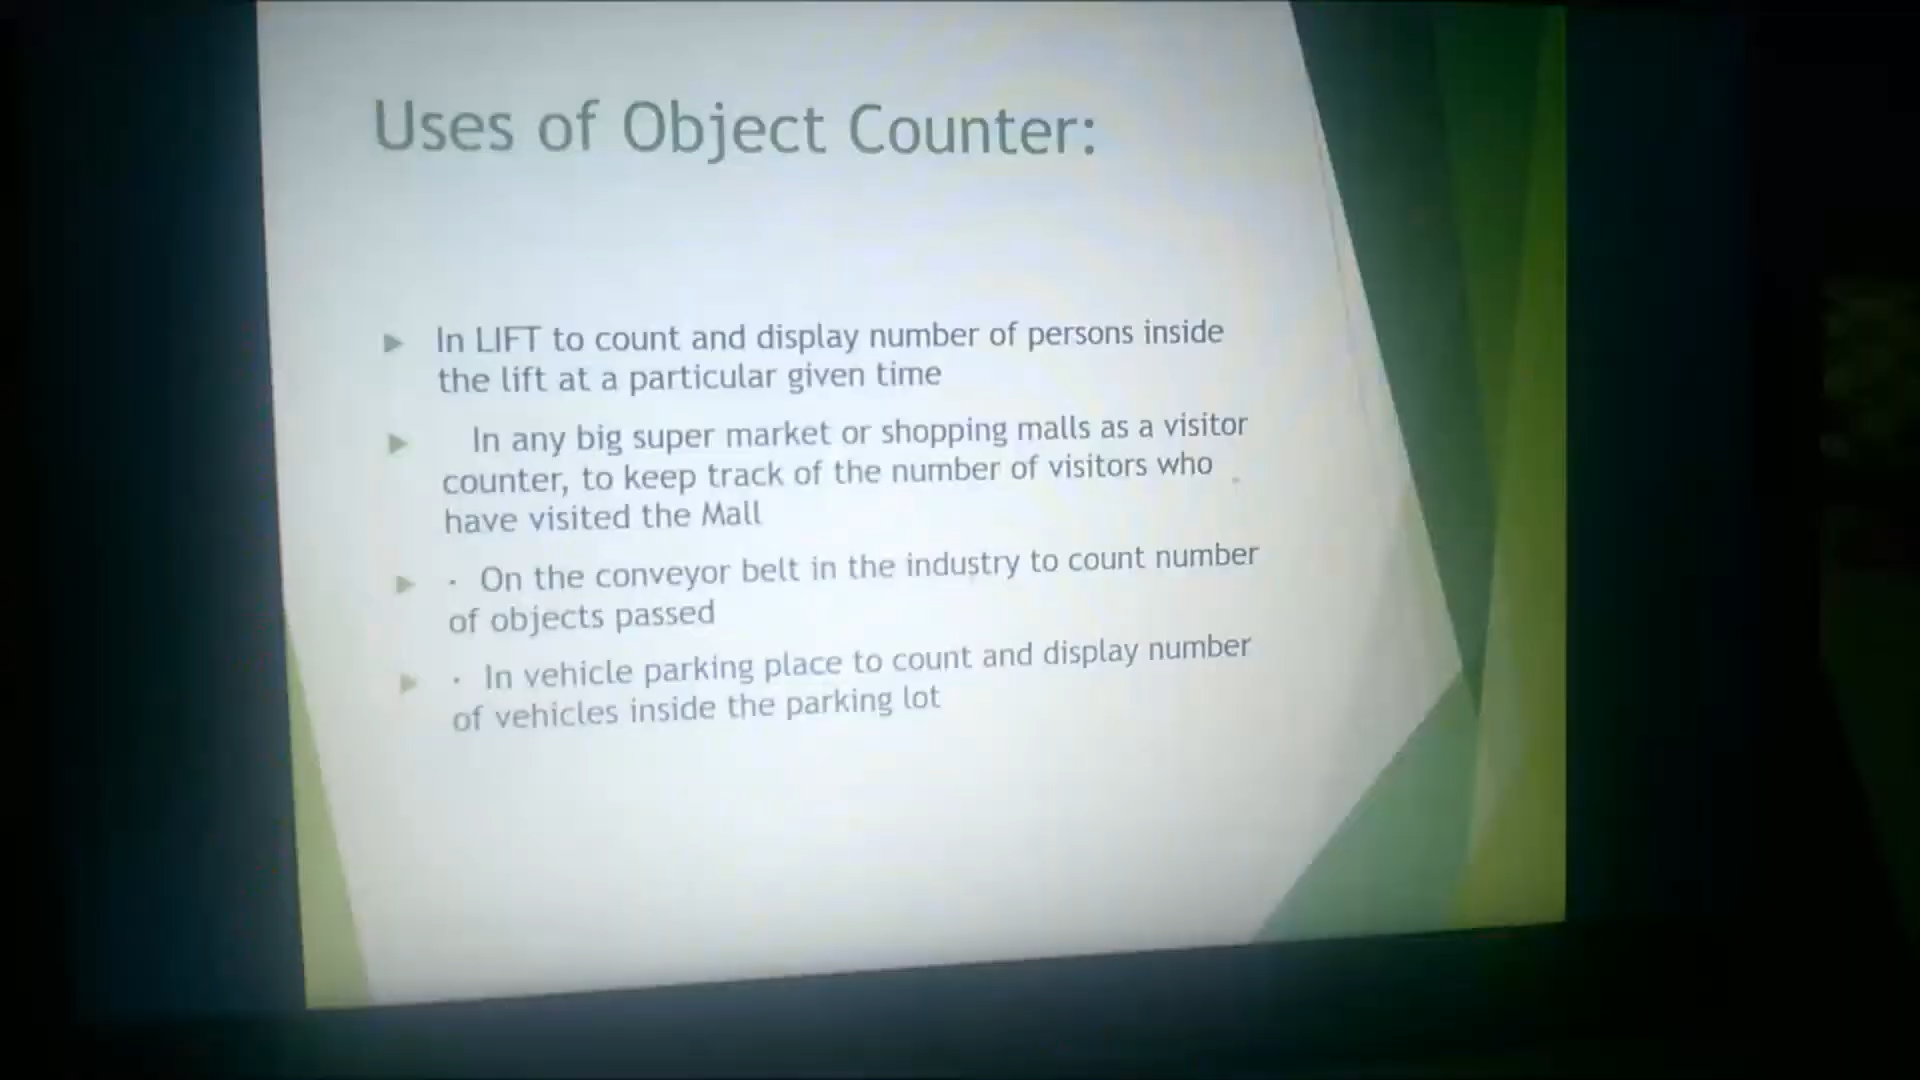 Uses of Object Counter:
In LIFT to count and display number of persons inside
the lift at a particular given time
In any big super market or shopping malls as a visitor
counter, to keep track of the number of visitors who
have visited the Mall
· On the conveyor belt in the industry to count number
of objects passed
· In vehicle parking place to count and display number
of vehicles inside the parking lot